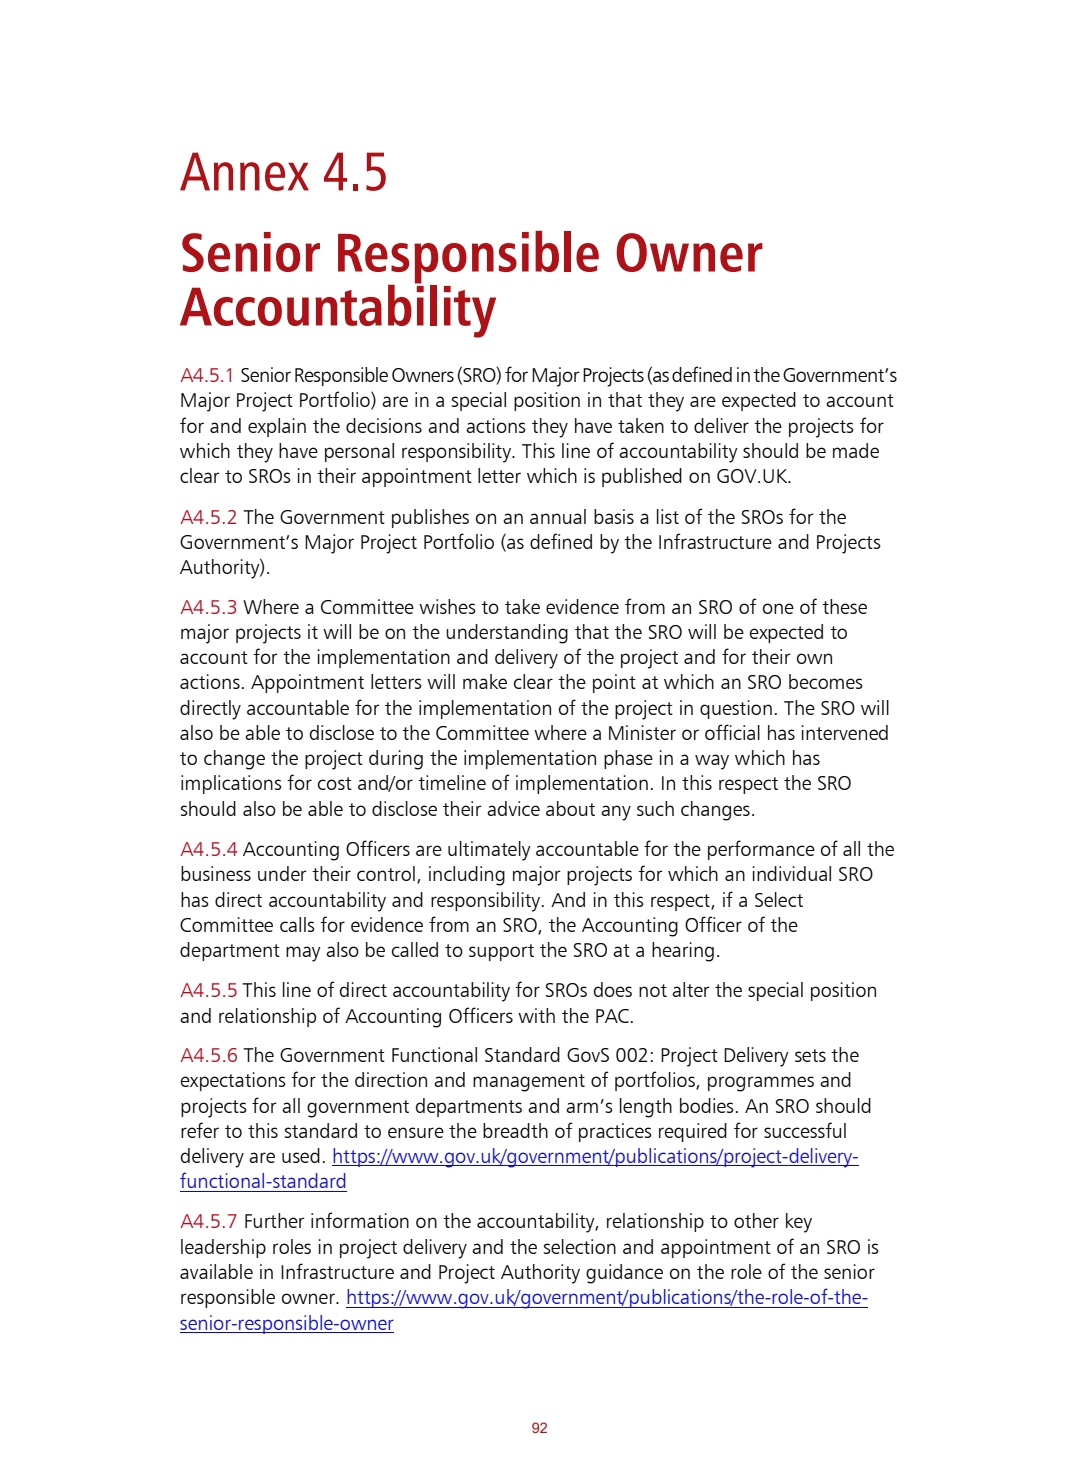 Annex 4.5
Senior Responsible Owner
Accountability
A4.5.1 Senior Responsible Owners (SRO) for Major Projects (as defined in the Government’s
Major Project Portfolio) are in a special position in that they are expected to account
for and explain the decisions and actions they have taken to deliver the projects for
which they have personal responsibility. This line of accountability should be made
clear to SROs in their appointment letter which is published on GOV.UK.
A4.5.2 The Government publishes on an annual basis a list of the SROs for the
Government’s Major Project Portfolio (as defined by the Infrastructure and Projects
Authority).
A4.5.3 Where a Committee wishes to take evidence from an SRO of one of these
major projects it will be on the understanding that the SRO will be expected to
account for the implementation and delivery of the project and for their own
actions. Appointment letters will make clear the point at which an SRO becomes
directly accountable for the implementation of the project in question. The SRO will
also be able to disclose to the Committee where a Minister or official has intervened
to change the project during the implementation phase in a way which has
implications for cost and/or timeline of implementation. In this respect the SRO
should also be able to disclose their advice about any such changes.
A4.5.4 Accounting Officers are ultimately accountable for the performance of all the
business under their control, including major projects for which an individual SRO
has direct accountability and responsibility. And in this respect, if a Select
Committee calls for evidence from an SRO, the Accounting Officer of the
department may also be called to support the SRO at a hearing.
A4.5.5 This line of direct accountability for SROs does not alter the special position
and relationship of Accounting Officers with the PAC.
A4.5.6 The Government Functional Standard GovS 002: Project Delivery sets the
expectations for the direction and management of portfolios, programmes and
projects for all government departments and arm’s length bodies. An SRO should
refer to this standard to ensure the breadth of practices required for successful
delivery are used. https://www.gov.uk/government/publications/project-delivery-
functional-standard
A4.5.7 Further information on the accountability, relationship to other key
leadership roles in project delivery and the selection and appointment of an SRO is
available in Infrastructure and Project Authority guidance on the role of the senior
responsible owner. https://www.gov.uk/government/publications/the-role-of-the-
senior-responsible-owner
92